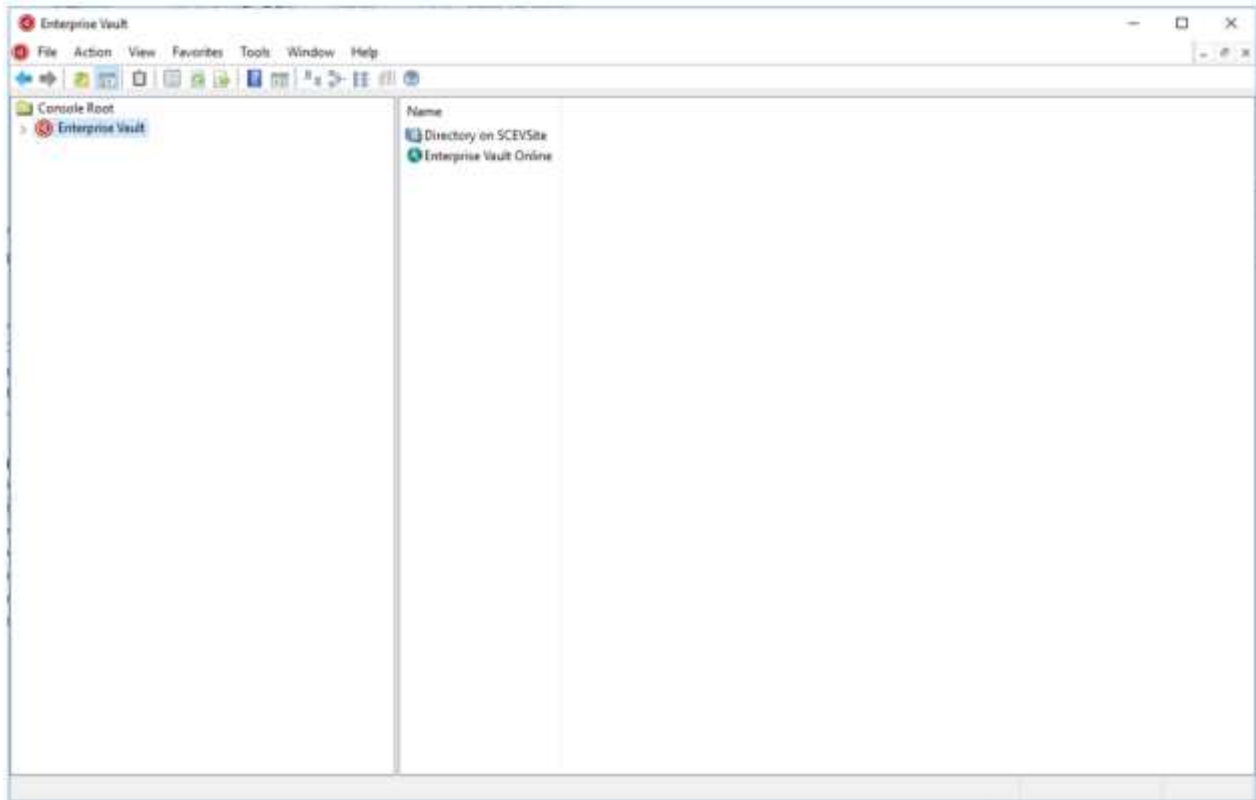 Enterprise Vault
File Action View Favorites Tools Window Help
Console Root
Enterprise Vault
Name
Directory on SCEVSite
Enterprise Vault Online